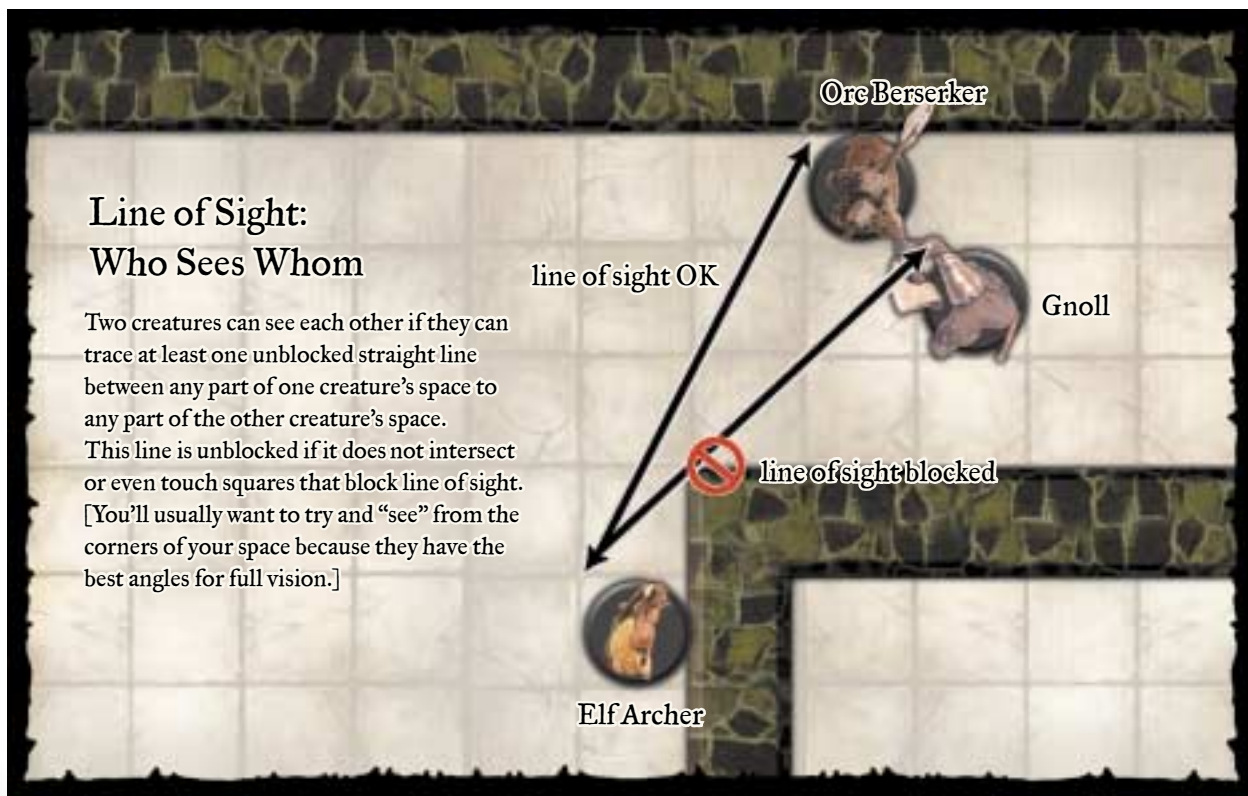 Orc Berserker
Line of Sight:
Who Sees Whom
line of sight OK
Gnoll
Two creatures can see each other if they can
trace at least one unblocked straight line
between any part of one creature’s space to
any part of the other creature’s space.
This line is unblocked if it does not intersect
or even touch squares that block line of sight.
[You’ll usually want to try and “see” from the
corners of your space because they have the
best angles for full vision.]
line of sight blocked
Elf Archer